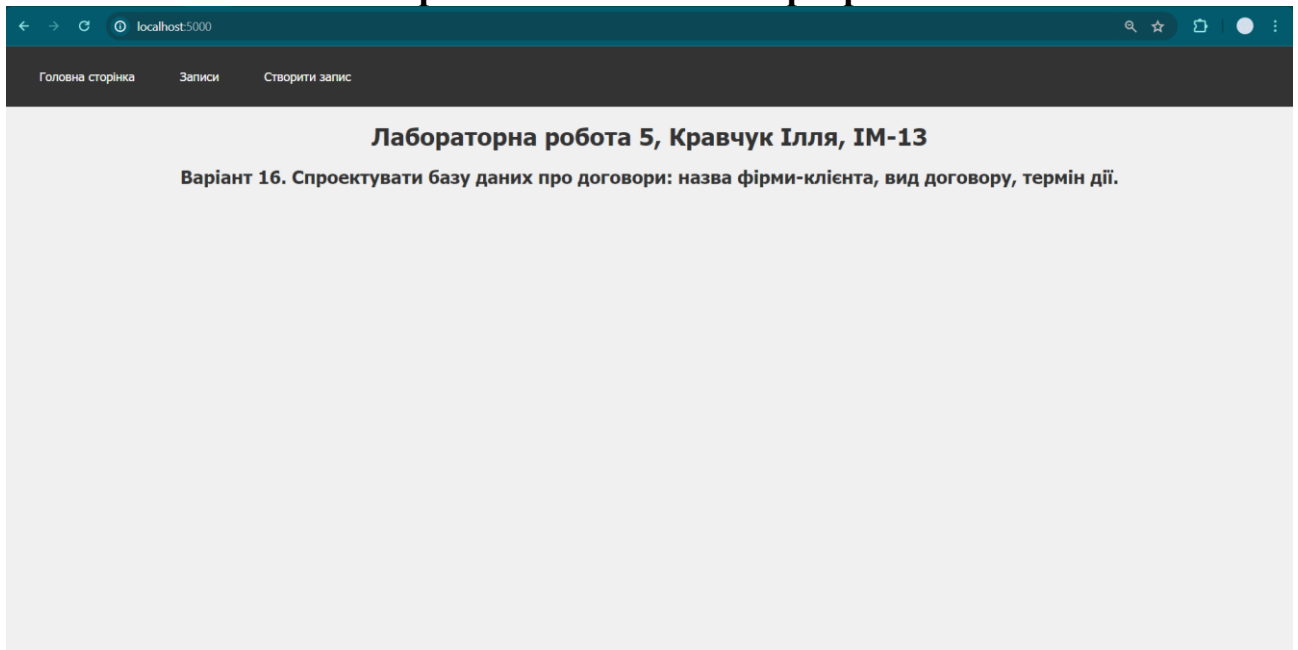 localhost:5000
Головна сторінка Записи Створити запис
Лабораторна робота 5, Кравчук Ілля, ІМ-13
Варіант 16. Спроектувати базу даних про договори: назва фірми-клієнта, вид договору, термін дії.